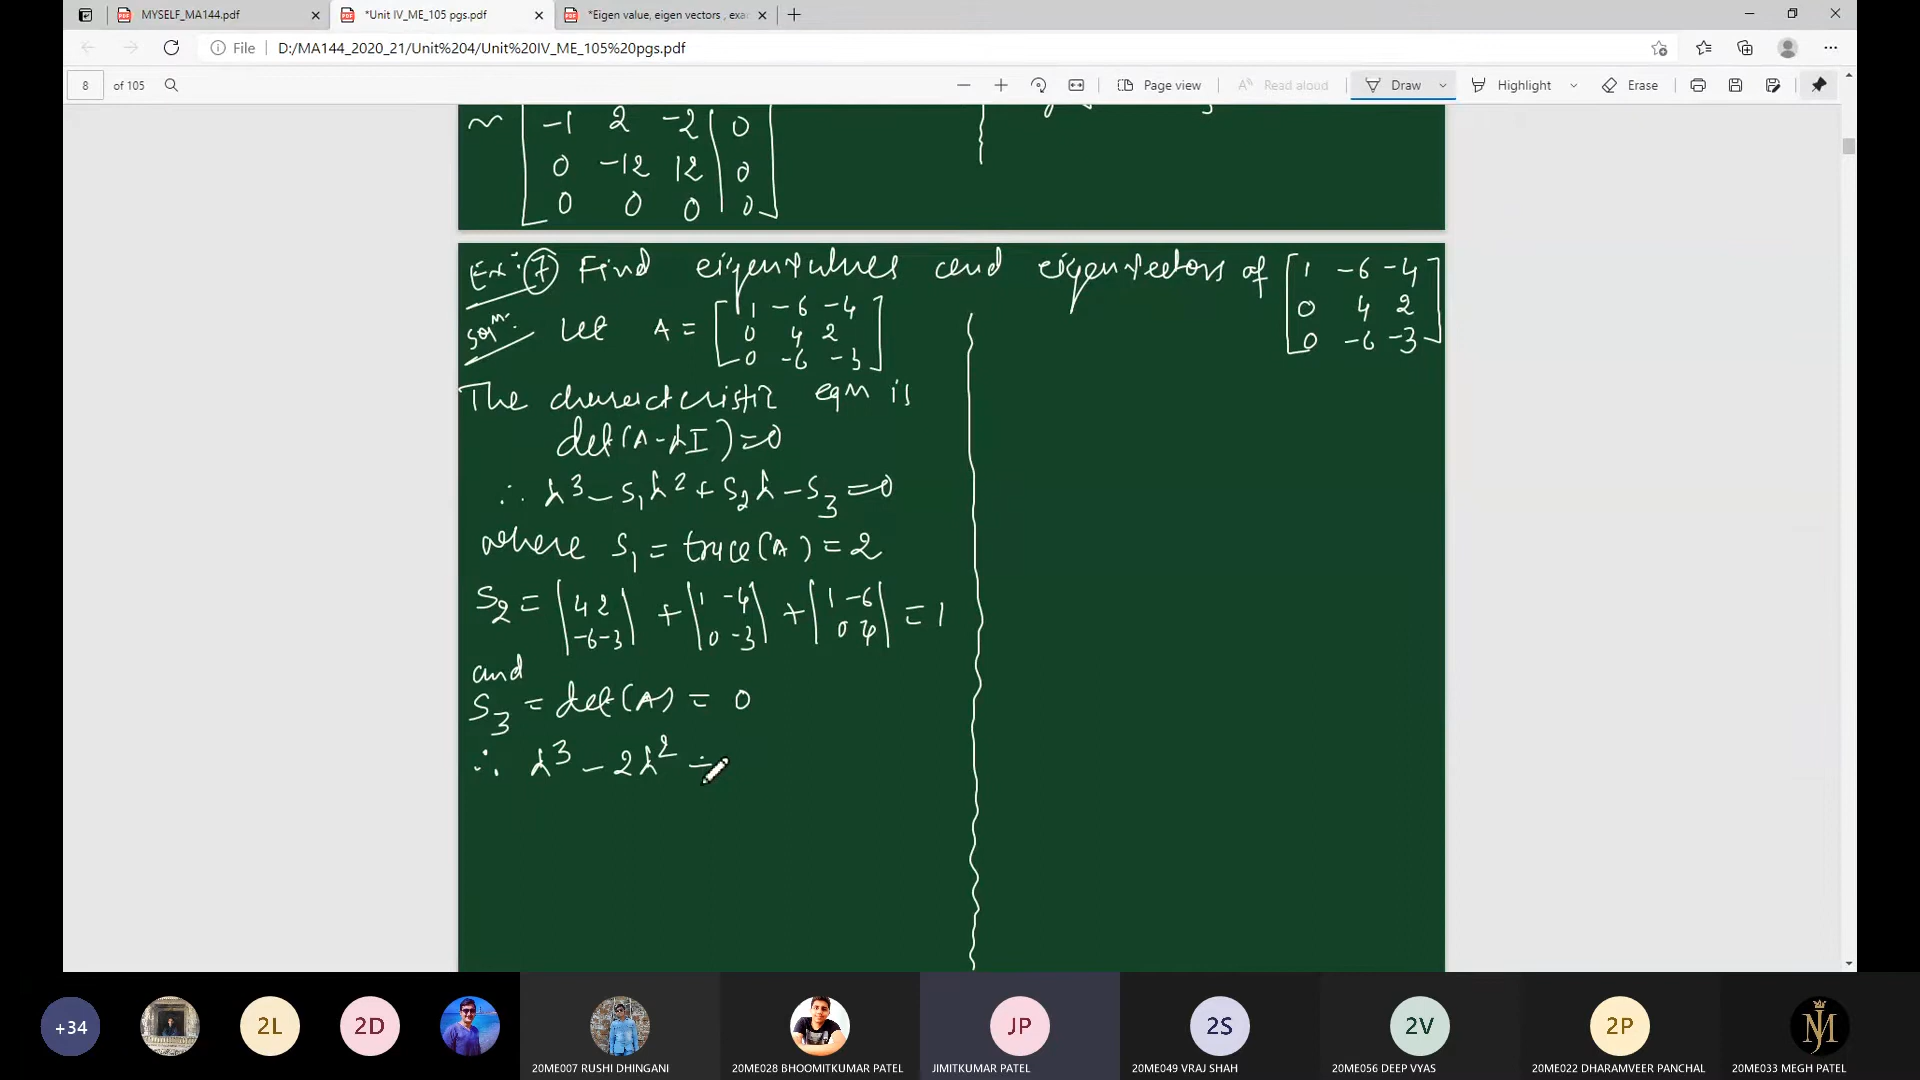 MYSELF_MA144.pdf
*Unit IV_ME_105 pgs.pdf
*Eigen value, eigen vectors , exa
File
D:/MA144_2020_21/Unit%204/Unit%20IV_ME_105%20pgs.pdf
8 of 105
Page view
Read aloud
Draw
Highlight
Erase
~ [ -1 2 -2 | 0
0 -12 12 | 0
0 0 0 | 0 ]
Ex: 7 Find eigenvalues and eigenvectors of [ 1 -6 -4
0 4 2
0 -6 -3 ]
Solⁿ: Let A = [ 1 -6 -4
0 4 2
0 -6 -3 ]
The characteristic eqn is
det(A-λI)=0
∴ λ³ - S₁λ² + S₂λ - S₃ = 0
where S₁ = trace(A) = 2
S₂ = | 4 2 | + | 1 -4 | + | 1 -6 | = 1
| -6 -3 | | 0 -3 | | 0 4 |
and
S₃ = det(A) = 0
∴ λ³ - 2λ²
+34
2L
2D
JP
2S
2V
2P
MJ
20ME007 RUSHI DHINGANI
20ME028 BHOOMITKUMAR PATEL
JIMITKUMAR PATEL
20ME049 VRAJ SHAH
20ME056 DEEP VYAS
20ME022 DHARAMVEER PANCHAL
20ME033 MEGH PATEL